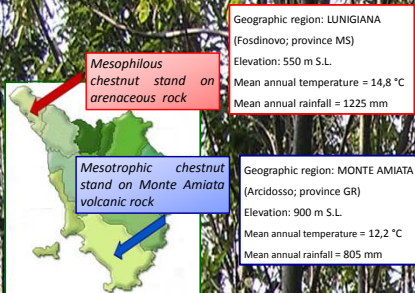 Mesophilous
chestnut stand on
arenaceous rock
Geographic region: LUNIGIANA
(Fosdinovo; province MS)
Elevation: 550 m S.L.
Mean annual temperature = 14,8 °C
Mean annual rainfall = 1225 mm
Mesotrophic chestnut
stand on Monte Amiata
volcanic rock
Geographic region: MONTE AMIATA
(Arcidosso; province GR)
Elevation: 900 m S.L.
Mean annual temperature = 12,2 °C
Mean annual rainfall = 805 mm